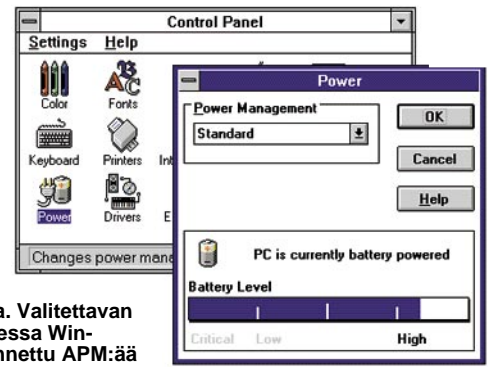 Control Panel
Settings Help
Color Fonts
Keyboard Printers Int
Power Drivers E
Changes power mana
Power
Power Management
Standard
OK
Cancel
Help
PC is currently battery powered
Battery Level
Critical Low High
a. Valitettavan
essa Win-
nnettu APM:ää